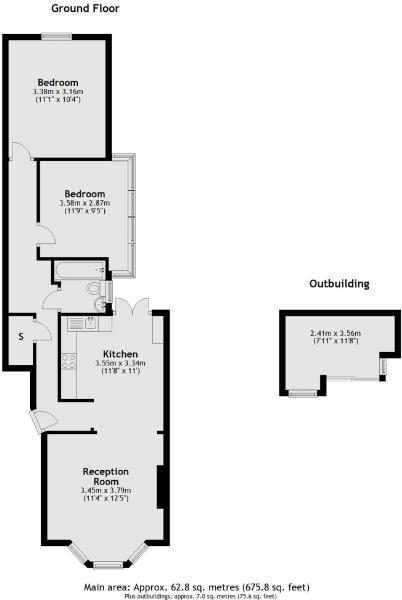 Ground Floor
Bedroom
3.38m x 3.16m
(11'1" x 10'4")
Bedroom
3.58m x 2.87m
(11'9" x 9'5")
Outbuilding
2.41m x 3.56m
(7'11" x 11'8")
S
Kitchen
3.55m x 3.34m
(11'8" x 11')
Reception
Room
3.45m x 3.79m
(11'4" x 12'5")
Main area: Approx. 62.8 sq. metres (675.8 sq. feet)
Plus outbuildings, approx. 7.0 sq. metres (75.6 sq. feet)